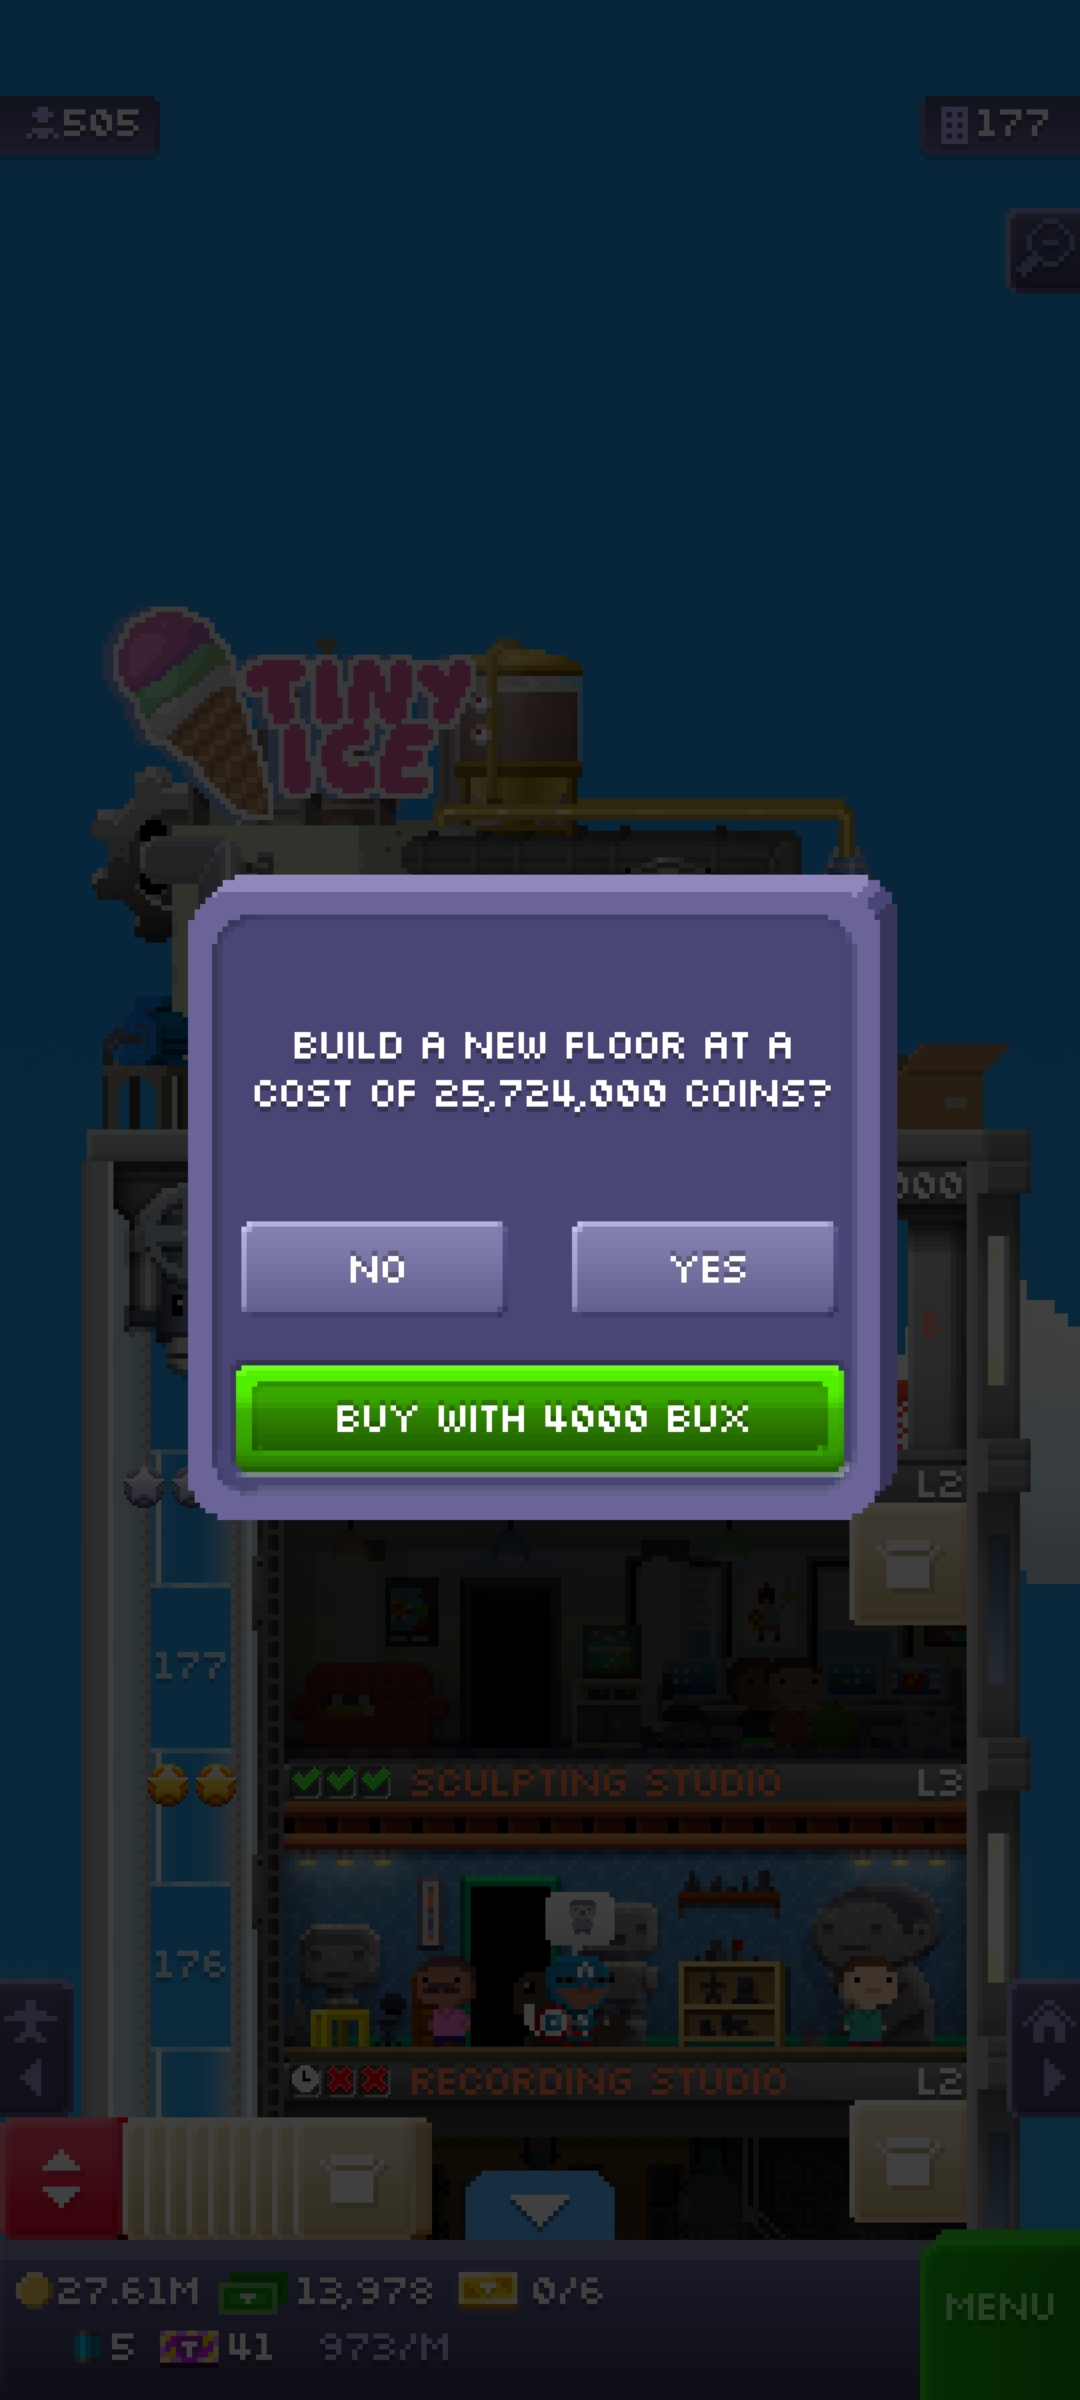 505
177
TINY
ICE
BUILD A NEW FLOOR AT A
COST OF 25,724,000 COINS?
000
NO
YES
BUY WITH 4000 BUX
L2
177
SCULPTING STUDIO
L3
176
RECORDING STUDIO
L2
27.61M
13,978
0/6
MENU
5
T
41
973/M